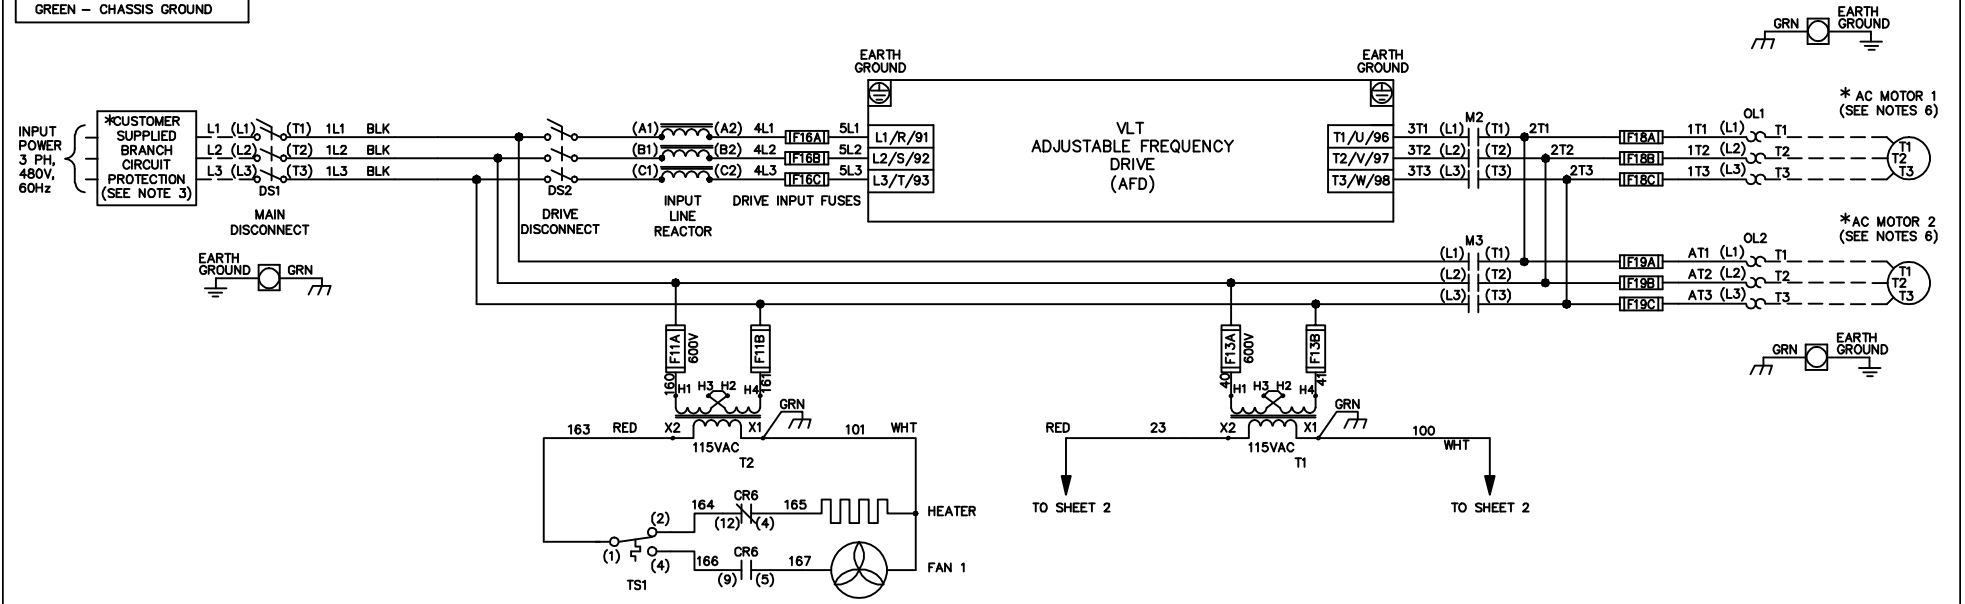 GREEN – CHASSIS GROUND
EARTH
GROUND
GRN
EARTH
GROUND
EARTH
GROUND
* AC MOTOR 1
(SEE NOTES 6)
INPUT
POWER
3 PH,
480V,
60Hz
*CUSTOMER
SUPPLIED
BRANCH
CIRCUIT
PROTECTION
(SEE NOTE 3)
L1 (L1) (T1) 1L1 BLK
L2 (L2) (T2) 1L2 BLK
L3 (L3) (T3) 1L3 BLK
DS1
MAIN
DISCONNECT
DS2
DRIVE
DISCONNECT
(A1) (A2) 4L1 F16A 5L1 L1/R/91
(B1) (B2) 4L2 F16B 5L2 L2/S/92
(C1) (C2) 4L3 F16C 5L3 L3/T/93
INPUT
LINE
REACTOR
DRIVE INPUT FUSES
VLT
ADJUSTABLE FREQUENCY
DRIVE
(AFD)
M2
OL1
T1/U/96 3T1 (L1) (T1) 2T1 F18A 1T1 (L1) T1
T2/V/97 3T2 (L2) (T2) 2T2 F18B 1T2 (L2) T2
T3/W/98 3T3 (L3) (T3) 2T3 F18C 1T3 (L3) T3
T1
T2
T3
*AC MOTOR 2
(SEE NOTES 6)
M3
OL2
(L1) (T1) F19A AT1 (L1) T1
(L2) (T2) F19B AT2 (L2) T2
(L3) (T3) F19C AT3 (L3) T3
T1
T2
T3
EARTH
GROUND
GRN
GRN
EARTH
GROUND
F11A
600V
F11B
160
161
H1 H3 H2 H4
GRN
163 RED X2 X1 101 WHT
115VAC
T2
F13A
600V
F13B
40
41
H1 H3 H2 H4
GRN
RED 23 X2 X1 100
WHT
115VAC
T1
TO SHEET 2
TO SHEET 2
CR6
164 165
(2) (12) (4)
HEATER
(1)
(4)
TS1
CR6
166 167
(9) (5)
FAN 1